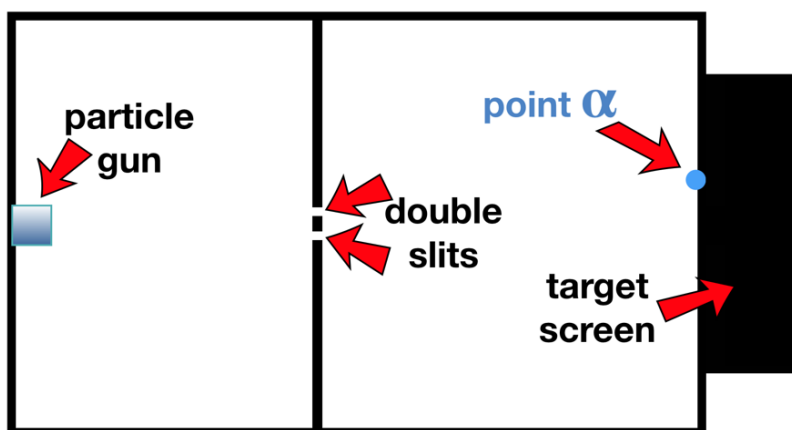 particle
gun
point α
double
slits
target
screen